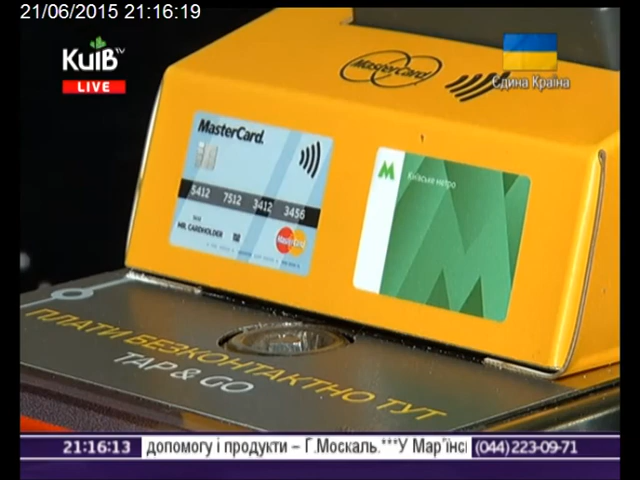 21/06/2015 21:16:19
КиїВ TV
LIVE
Єдина Країна
MasterCard
MasterCard.
5412 7512 3412 3456
MR. CARDHOLDER
MasterCard
М Київське метро
ПЛАТИ БЕЗКОНТАКТНО ТУТ
TAP & GO
21:16:13 допомогу і продукти – Г.Москаль.***У Мар'їнсі (044) 223-09-71